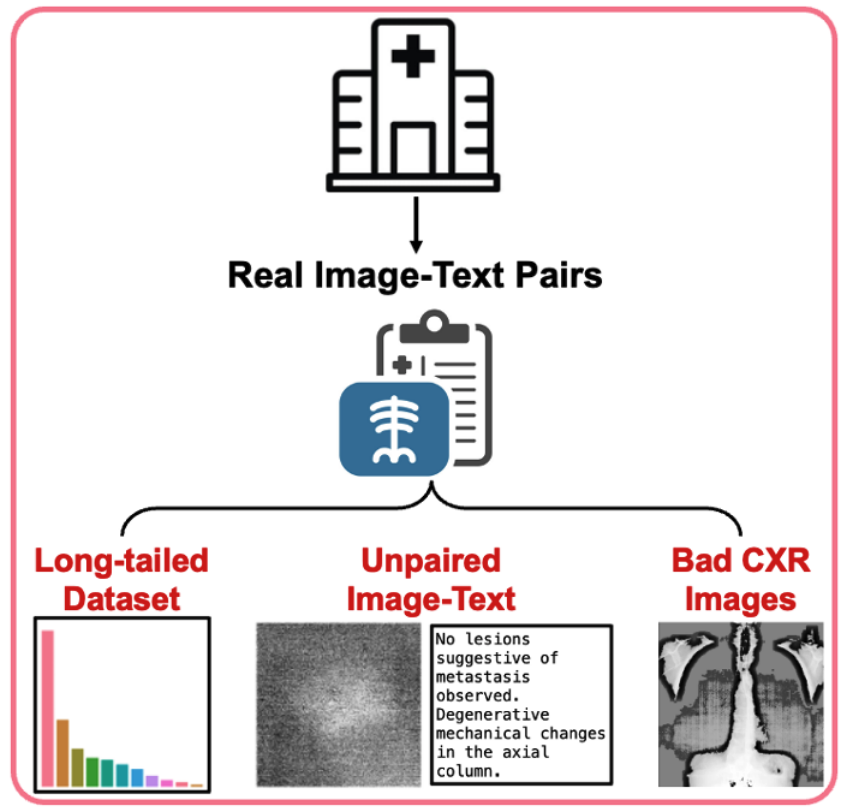 Real Image-Text Pairs
Long-tailed
Dataset
Unpaired
Image-Text
Bad CXR
Images
No lesions
suggestive of
metastasis
observed.
Degenerative
mechanical changes
in the axial
column.